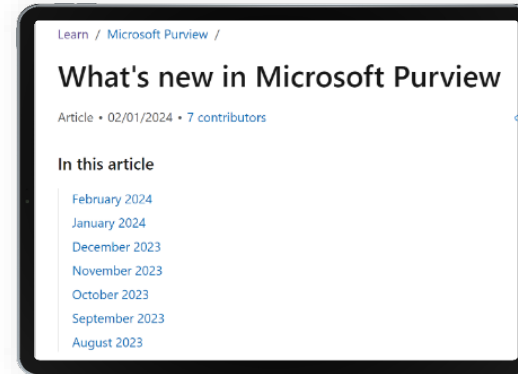 Learn / Microsoft Purview /
What's new in Microsoft Purview
Article • 02/01/2024 • 7 contributors
In this article
February 2024
January 2024
December 2023
November 2023
October 2023
September 2023
August 2023